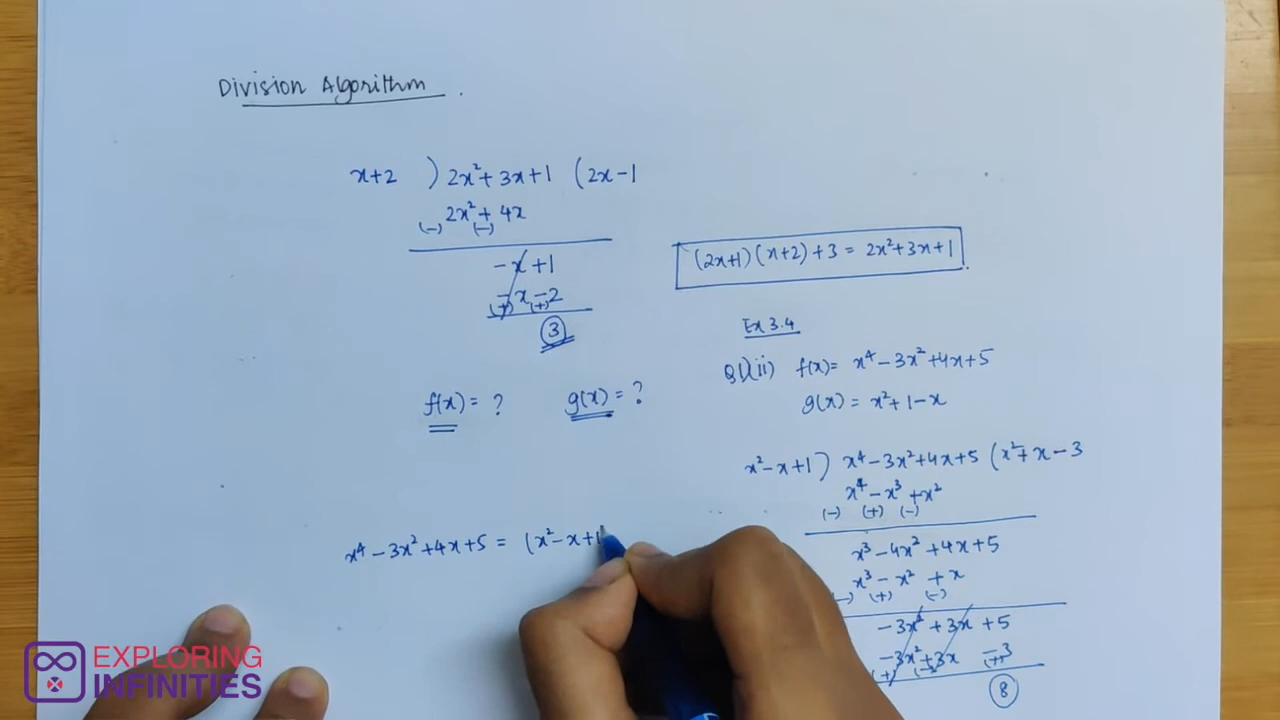 Division Algorithm .
x+2 ) 2x²+ 3x+1 ( 2x-1
2x²+ 4x
(-) (-)
-x +1
-x -2
(+) (+)
3
(2x+1)(x+2)+3 = 2x²+3x+1 .
f(x)= ? g(x)= ?
Ex 3.4
Q1)(ii) f(x)= x⁴-3x²+4x+5
g(x) = x²+1-x
x²-x+1 ) x⁴-3x²+4x+5 ( x²+x-3
x⁴-x³+x²
(-) (+) (-)
x³-4x²+4x+5
x³-x² +x
(-) (+) (-)
-3x²+3x+5
-3x²+3x -3
(+) (-) (+)
8
x⁴-3x²+4x+5 = (x²-x+1
EXPLORING
INFINITIES